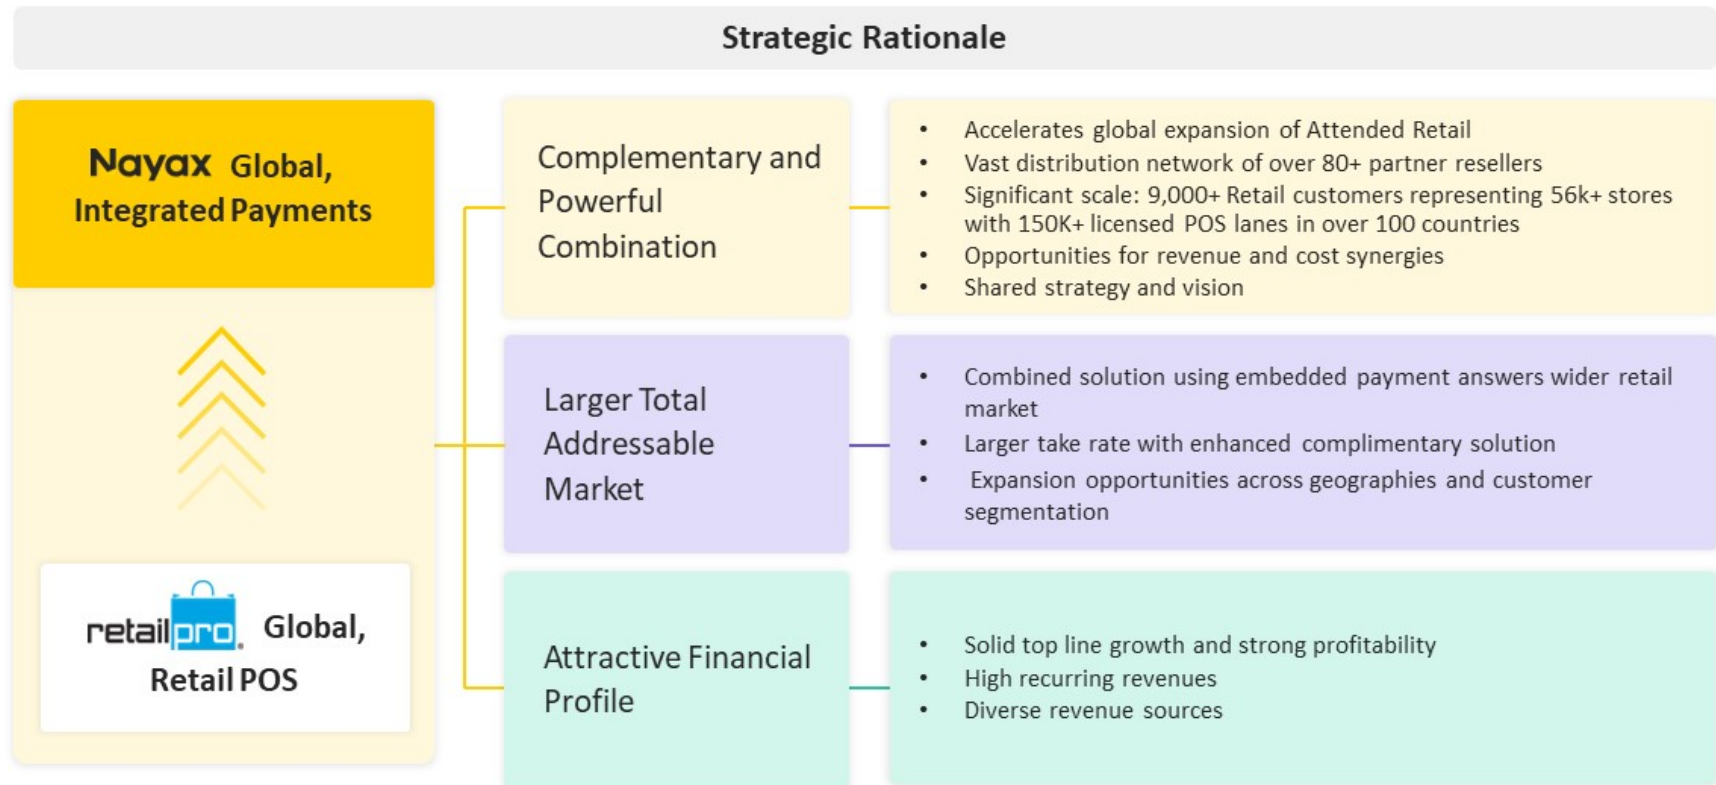 Strategic Rationale
Nayax Global,
Integrated Payments
retailpro. Global,
Retail POS
Complementary and
Powerful
Combination
• Accelerates global expansion of Attended Retail
• Vast distribution network of over 80+ partner resellers
• Significant scale: 9,000+ Retail customers representing 56k+ stores
with 150K+ licensed POS lanes in over 100 countries
• Opportunities for revenue and cost synergies
• Shared strategy and vision
Larger Total
Addressable
Market
• Combined solution using embedded payment answers wider retail
market
• Larger take rate with enhanced complimentary solution
• Expansion opportunities across geographies and customer
segmentation
Attractive Financial
Profile
• Solid top line growth and strong profitability
• High recurring revenues
• Diverse revenue sources